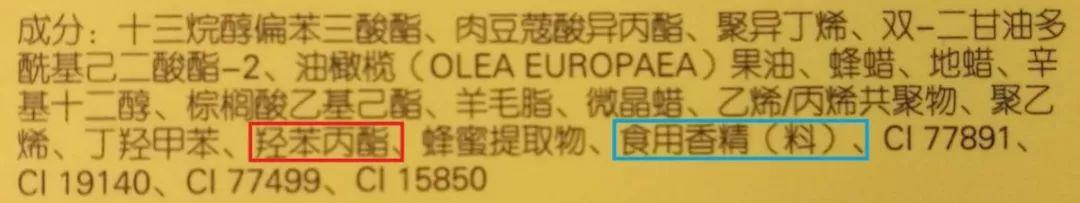 成分：十三烷醇偏苯三酸酯、肉豆蔻酸异丙酯、聚异丁烯、双-二甘油多
酰基己二酸酯-2、油橄榄（OLEA EUROPAEA）果油、蜂蜡、地蜡、辛
基十二醇、棕榈酸乙基己酯、羊毛脂、微晶蜡、乙烯/丙烯共聚物、聚乙
烯、丁羟甲苯、羟苯丙酯、蜂蜜提取物、食用香精（料）、CI 77891、
CI 19140、CI 77499、CI 15850